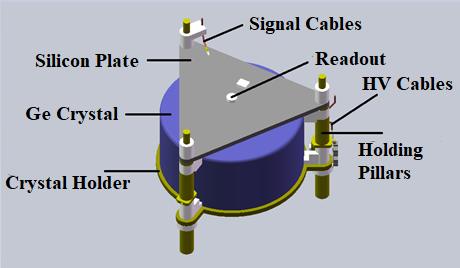 Signal Cables
Silicon Plate
Readout
HV Cables
Ge Crystal
Holding
Pillars
Crystal Holder